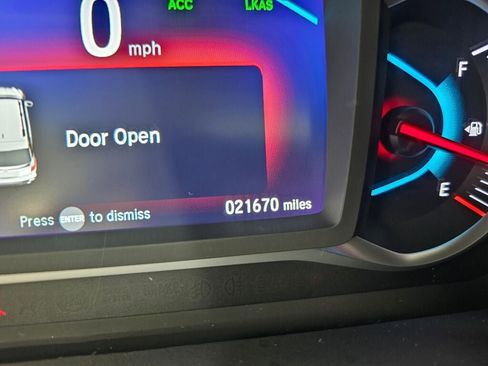 ACC LKAS
0 mph
F
Door Open
E
Press ENTER to dismiss
021670 miles